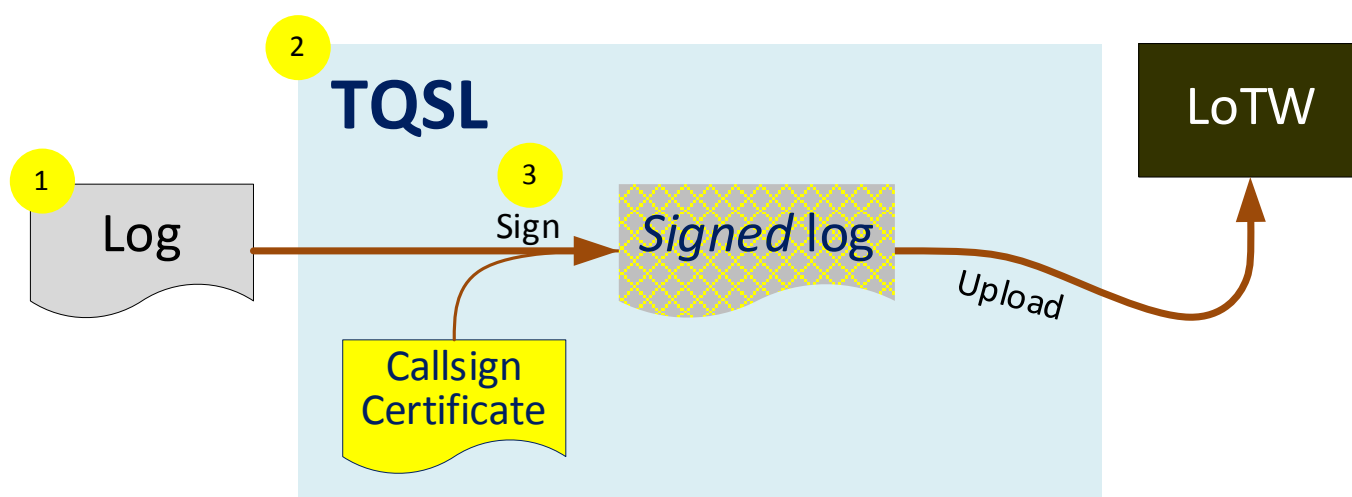 2
TQSL
LoTW
1
3
Log
Sign
Signed log
Upload
Callsign
Certificate